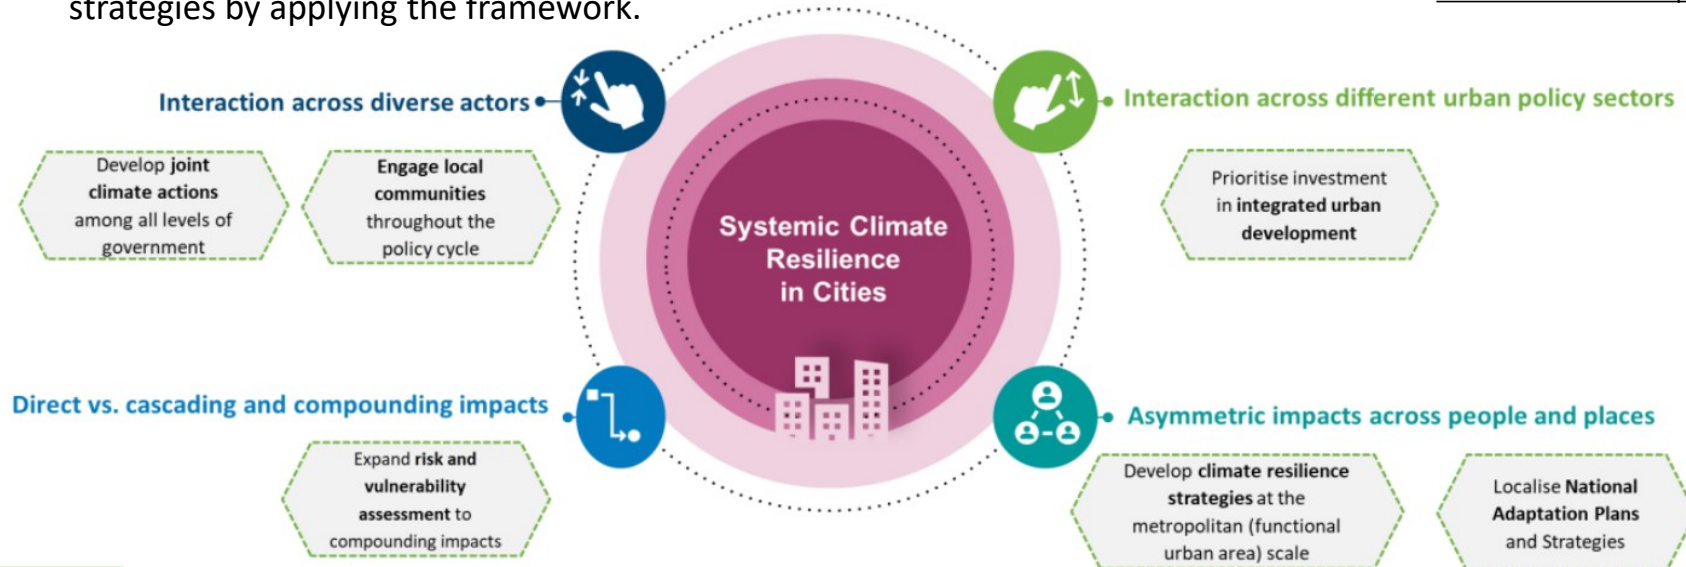 strategies by applying the framework.
Interaction across diverse actors
Develop joint
climate actions
among all levels of
government
Engage local
communities
throughout the
policy cycle
Interaction across different urban policy sectors
Prioritise investment
in integrated urban
development
Systemic Climate
Resilience
in Cities
Direct vs. cascading and compounding impacts
Expand risk and
vulnerability
assessment to
compounding impacts
Asymmetric impacts across people and places
Develop climate resilience
strategies at the
metropolitan (functional
urban area) scale
Localise National
Adaptation Plans
and Strategies